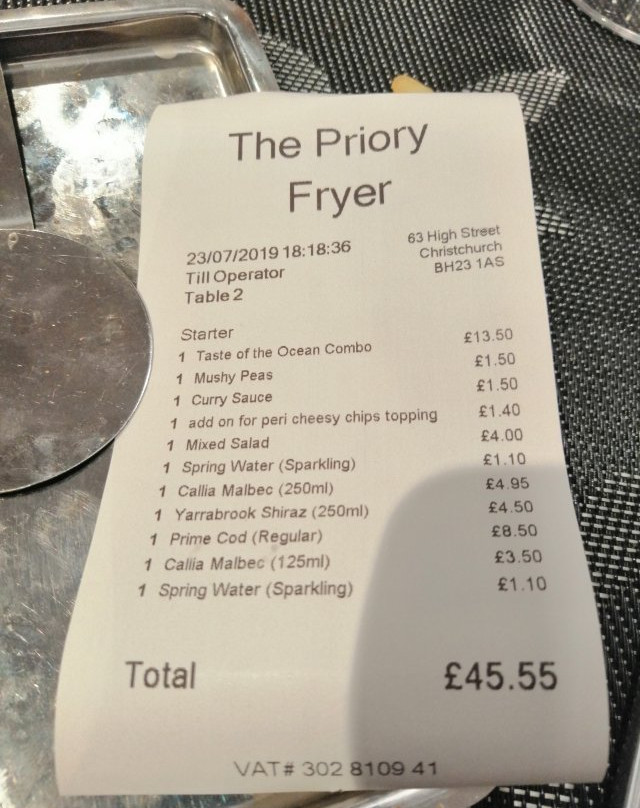 The Priory
Fryer
23/07/2019 18:18:36
Till Operator
Table 2
63 High Street
Christchurch
BH23 1AS
Starter
1 Taste of the Ocean Combo £13.50
1 Mushy Peas £1.50
1 Curry Sauce £1.50
1 add on for peri cheesy chips topping £1.40
1 Mixed Salad £4.00
1 Spring Water (Sparkling) £1.10
1 Callia Malbec (250ml) £4.95
1 Yarrabrook Shiraz (250ml) £4.50
1 Prime Cod (Regular) £8.50
1 Callia Malbec (125ml) £3.50
1 Spring Water (Sparkling) £1.10
Total £45.55
VAT# 302 8109 41